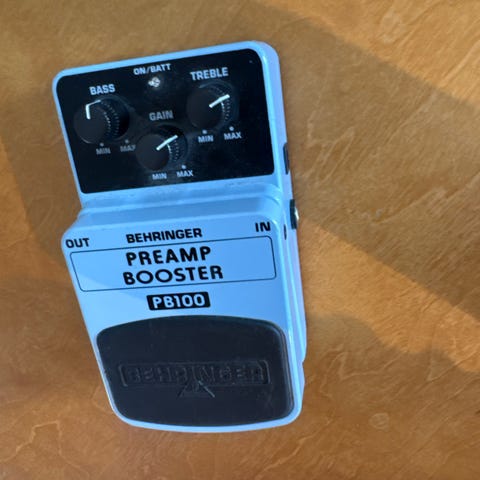 ON/BATT
BASS
TREBLE
GAIN
MIN MAX
MIN MAX
MIN MAX
OUT BEHRINGER IN
PREAMP
BOOSTER
PB100
BEHRINGER